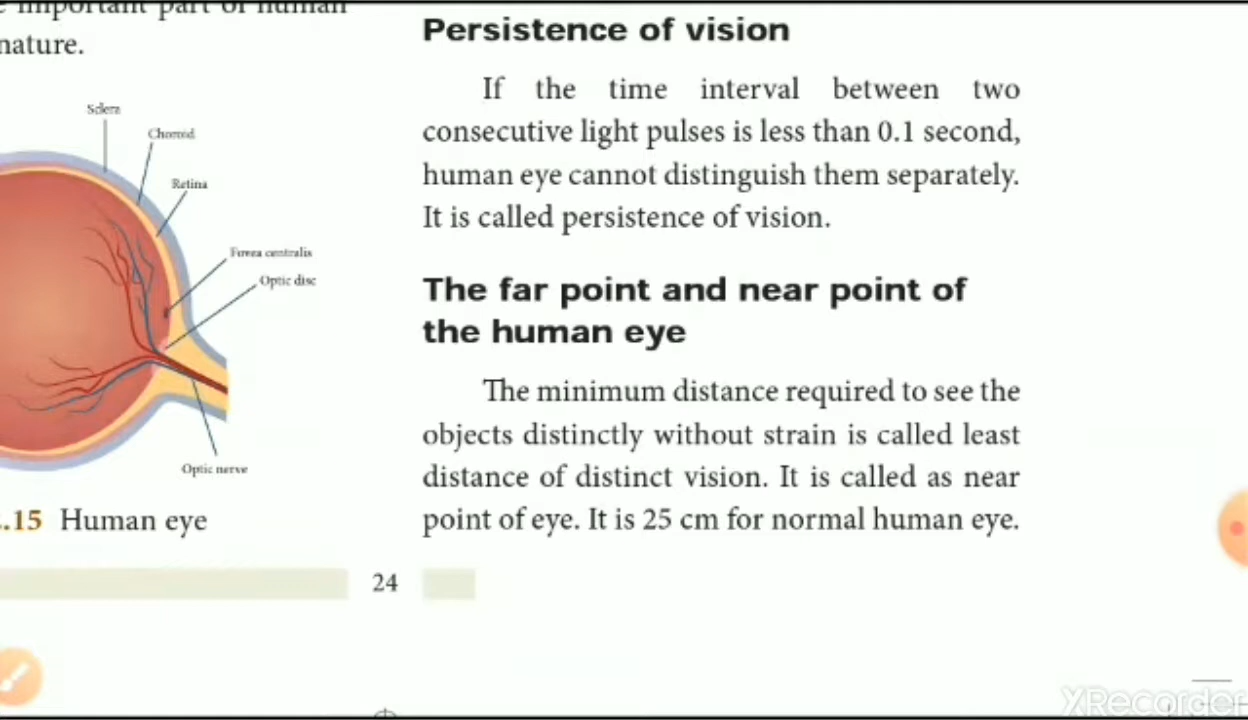 important part of human
nature.
Sclera
Choroid
Retina
Fovea centralis
Optic disc
Optic nerve
.15 Human eye
Persistence of vision
If the time interval between two
consecutive light pulses is less than 0.1 second,
human eye cannot distinguish them separately.
It is called persistence of vision.
The far point and near point of
the human eye
The minimum distance required to see the
objects distinctly without strain is called least
distance of distinct vision. It is called as near
point of eye. It is 25 cm for normal human eye.
24
XRecorder